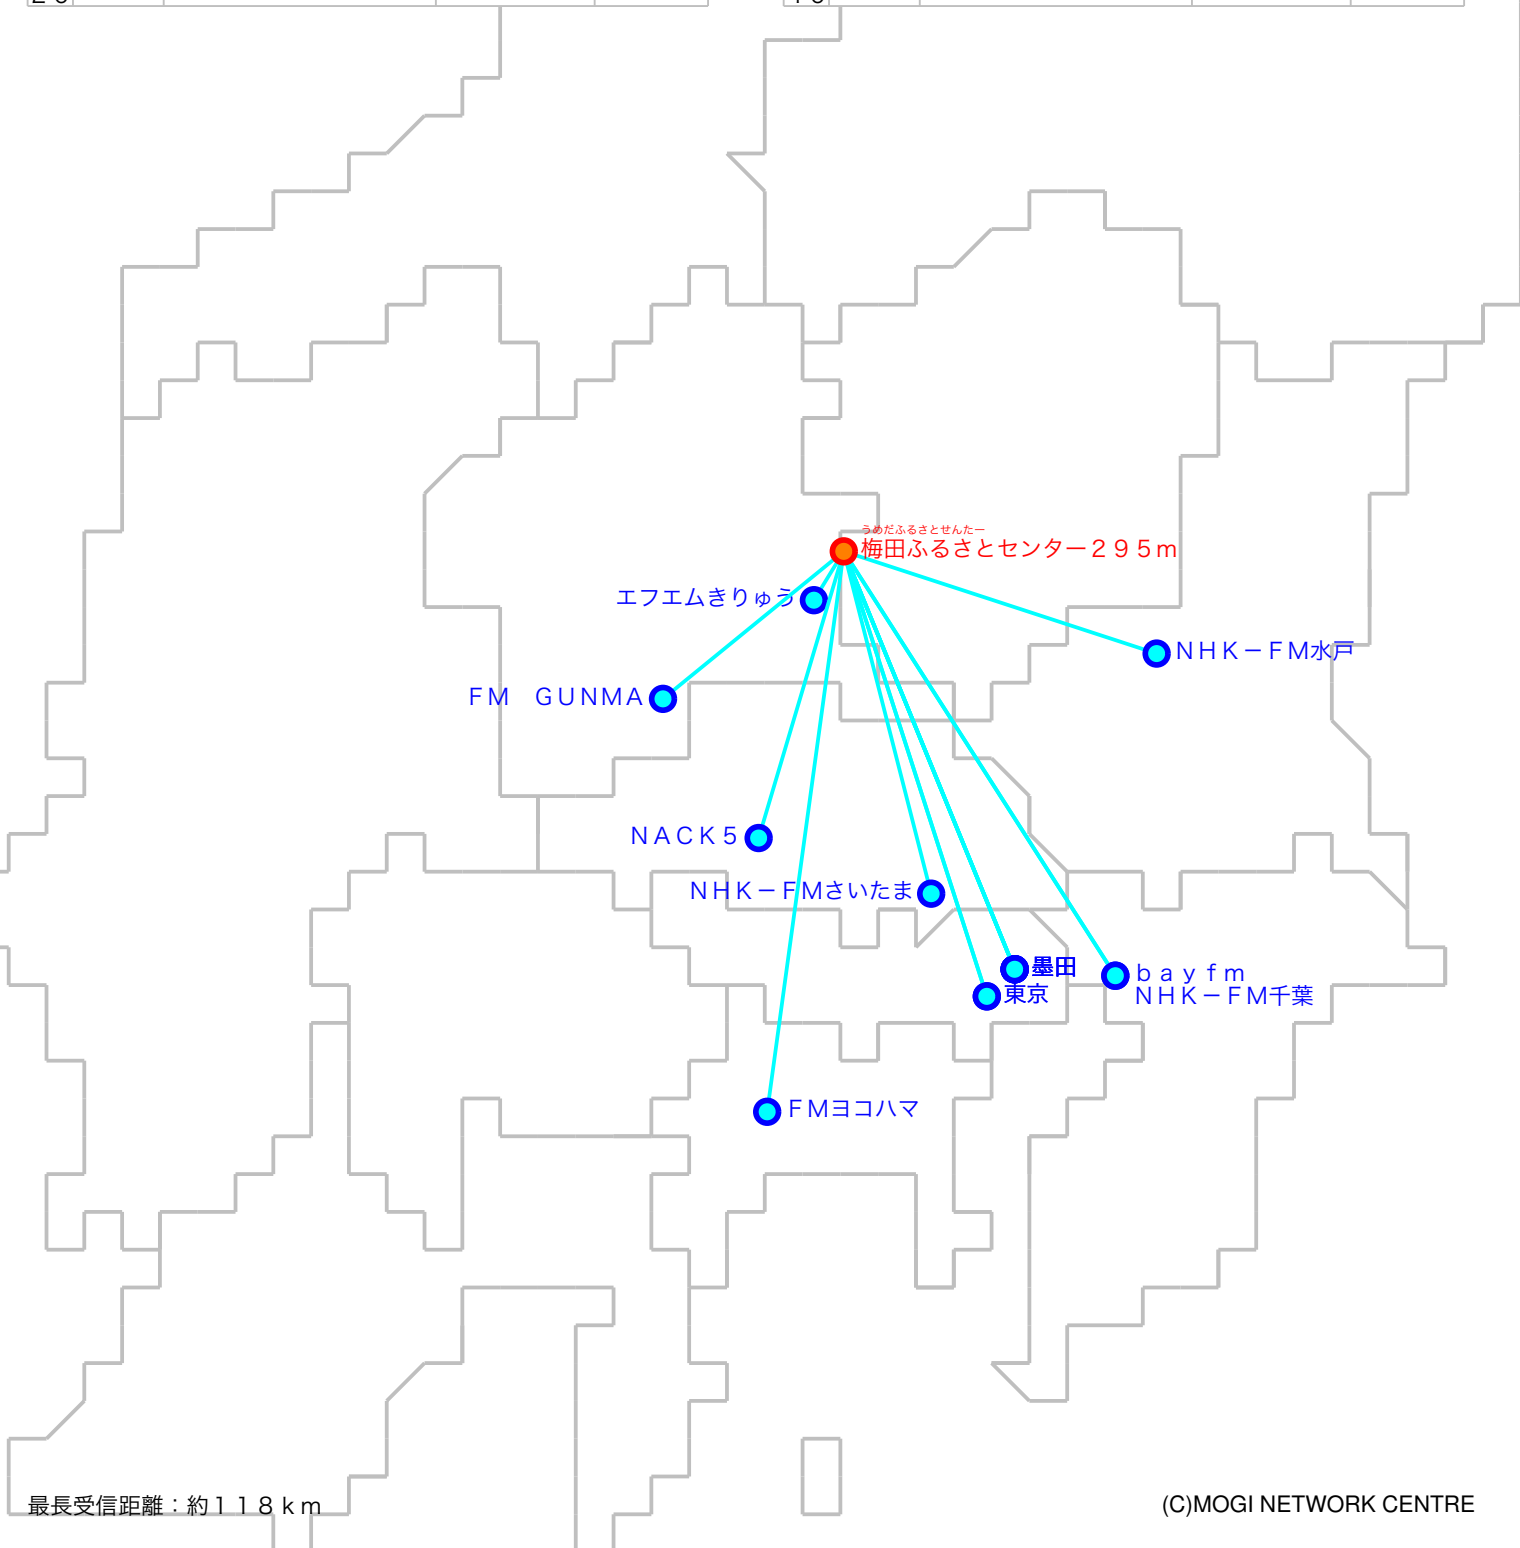 うめだふるさとせんたー
梅田ふるさとセンター２９５ｍ
エフエムきりゅう
ＮＨＫ－ＦＭ水戸
ＦＭ　ＧＵＮＭＡ
ＮＡＣＫ５
ＮＨＫ－ＦＭさいたま
墨田
ｂａｙｆｍ
東京
ＮＨＫ－ＦＭ千葉
ＦＭヨコハマ
最長受信距離：約１１８ｋｍ
(C)MOGI NETWORK CENTRE